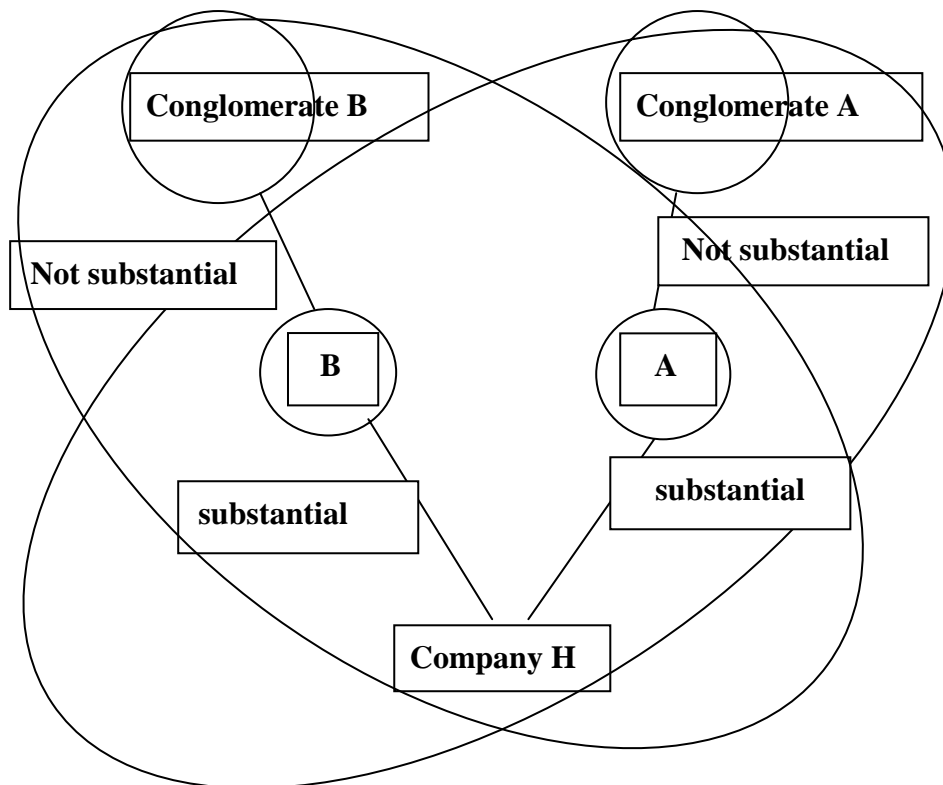 Conglomerate B
Conglomerate A
Not substantial
Not substantial
B
A
substantial
substantial
Company H